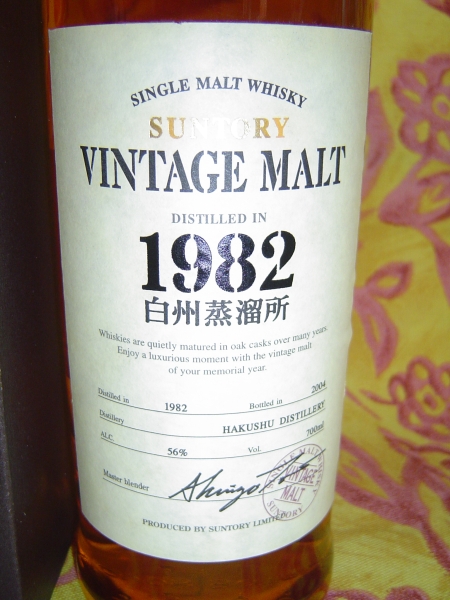 SINGLE MALT WHISKY
SUNTORY
VINTAGE MALT
DISTILLED IN
1982
白州蒸溜所
Whiskies are quietly matured in oak casks over many years.
Enjoy a luxurious moment with the vintage malt
of your memorial year.
Distilled in 1982 Bottled in 2004
Distillery HAKUSHU DISTILLERY
ALC. 56% Vol. 700ml
Master blender
VINTAGE
MALT
SUNTORY
PRODUCED BY SUNTORY LIMITED